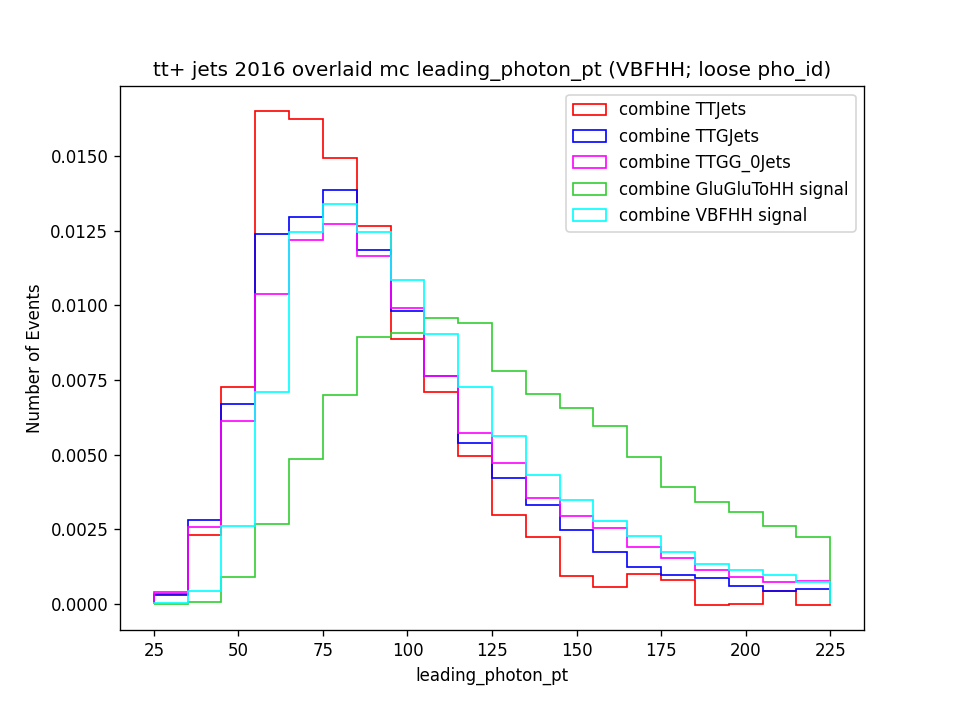 tt+ jets 2016 overlaid mc leading_photon_pt (VBFHH; loose pho_id)
combine TTJets
combine TTGJets
combine TTGG_0Jets
combine GluGluToHH signal
combine VBFHH signal
Number of Events
0.0150
0.0125
0.0100
0.0075
0.0050
0.0025
0.0000
25 50 75 100 125 150 175 200 225
leading_photon_pt